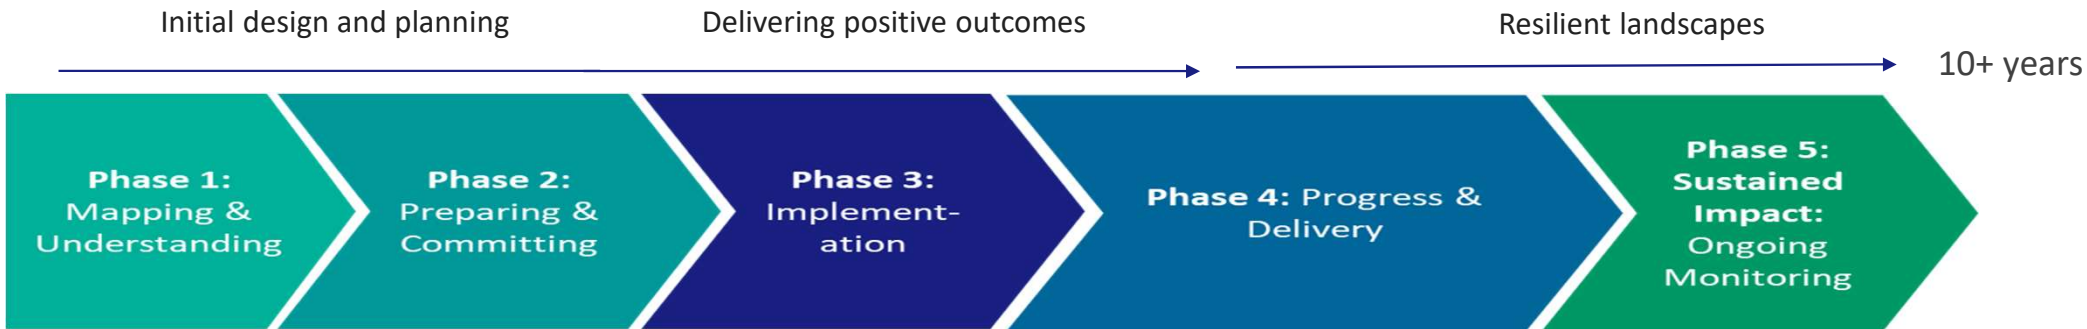 Initial design and planning
Delivering positive outcomes
Resilient landscapes
10+ years
Phase 1:
Mapping &
Understanding
Phase 2:
Preparing &
Committing
Phase 3:
Implement-
ation
Phase 4: Progress &
Delivery
Phase 5:
Sustained
Impact:
Ongoing
Monitoring